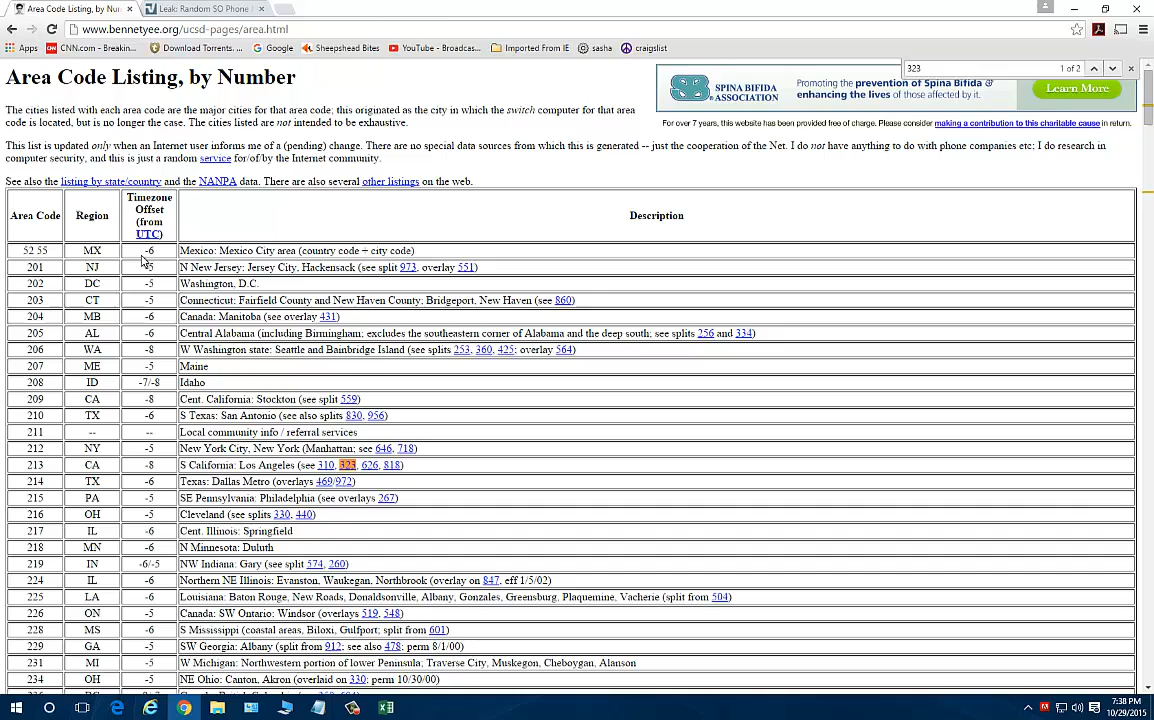 Area Code Listing, by Nur
Leak: Random SO Phone
www.bennetyee.org/ucsd-pages/area.html
Apps CNN.com - Breakin... Download Torrents, ... Google Sheepshead Bites YouTube - Broadcas... Imported From IE sasha craigslist
323 1 of 2
Area Code Listing, by Number
SPINA BIFIDA ASSOCIATION
Promoting the prevention of Spina Bifida &
enhancing the lives of those affected by it.
Learn More
For over 7 years, this website has been provided free of charge. Please consider making a contribution to this charitable cause in return.
The cities listed with each area code are the major cities for that area code; this originated as the city in which the switch computer for that area
code is located, but is no longer the case. The cities listed are not intended to be exhaustive.
This list is updated only when an Internet user informs me of a (pending) change. There are no special data sources from which this is generated -- just the cooperation of the Net. I do not have anything to do with phone companies etc; I do research in
computer security, and this is just a random service for/of/by the Internet community.
See also the listing by state/country and the NANPA data. There are also several other listings on the web.
Area Code Region Timezone Offset (from UTC) Description
52 55 MX -6 Mexico: Mexico City area (country code + city code)
201 NJ -5 N New Jersey: Jersey City, Hackensack (see split 973, overlay 551)
202 DC -5 Washington, D.C.
203 CT -5 Connecticut: Fairfield County and New Haven County; Bridgeport, New Haven (see 860)
204 MB -6 Canada: Manitoba (see overlay 431)
205 AL -6 Central Alabama (including Birmingham; excludes the southeastern corner of Alabama and the deep south; see splits 256 and 334)
206 WA -8 W Washington state: Seattle and Bainbridge Island (see splits 253, 360, 425; overlay 564)
207 ME -5 Maine
208 ID -7/-8 Idaho
209 CA -8 Cent. California: Stockton (see split 559)
210 TX -6 S Texas: San Antonio (see also splits 830, 956)
211 -- -- Local community info / referral services
212 NY -5 New York City, New York (Manhattan; see 646, 718)
213 CA -8 S California: Los Angeles (see 310, 323, 626, 818)
214 TX -6 Texas: Dallas Metro (overlays 469/972)
215 PA -5 SE Pennsylvania: Philadelphia (see overlays 267)
216 OH -5 Cleveland (see splits 330, 440)
217 IL -6 Cent. Illinois: Springfield
218 MN -6 N Minnesota: Duluth
219 IN -6/-5 NW Indiana: Gary (see split 574, 260)
224 IL -6 Northern NE Illinois: Evanston, Waukegan, Northbrook (overlay on 847, eff 1/5/02)
225 LA -6 Louisiana: Baton Rouge, New Roads, Donaldsonville, Albany, Gonzales, Greensburg, Plaquemine, Vacherie (split from 504)
226 ON -5 Canada: SW Ontario: Windsor (overlays 519, 548)
228 MS -6 S Mississippi (coastal areas, Biloxi, Gulfport; split from 601)
229 GA -5 SW Georgia: Albany (split from 912; see also 478; perm 8/1/00)
231 MI -5 W Michigan: Northwestern portion of lower Peninsula; Traverse City, Muskegon, Cheboygan, Alanson
234 OH -5 NE Ohio: Canton, Akron (overlaid on 330; perm 10/30/00)
7:38 PM
10/29/2015